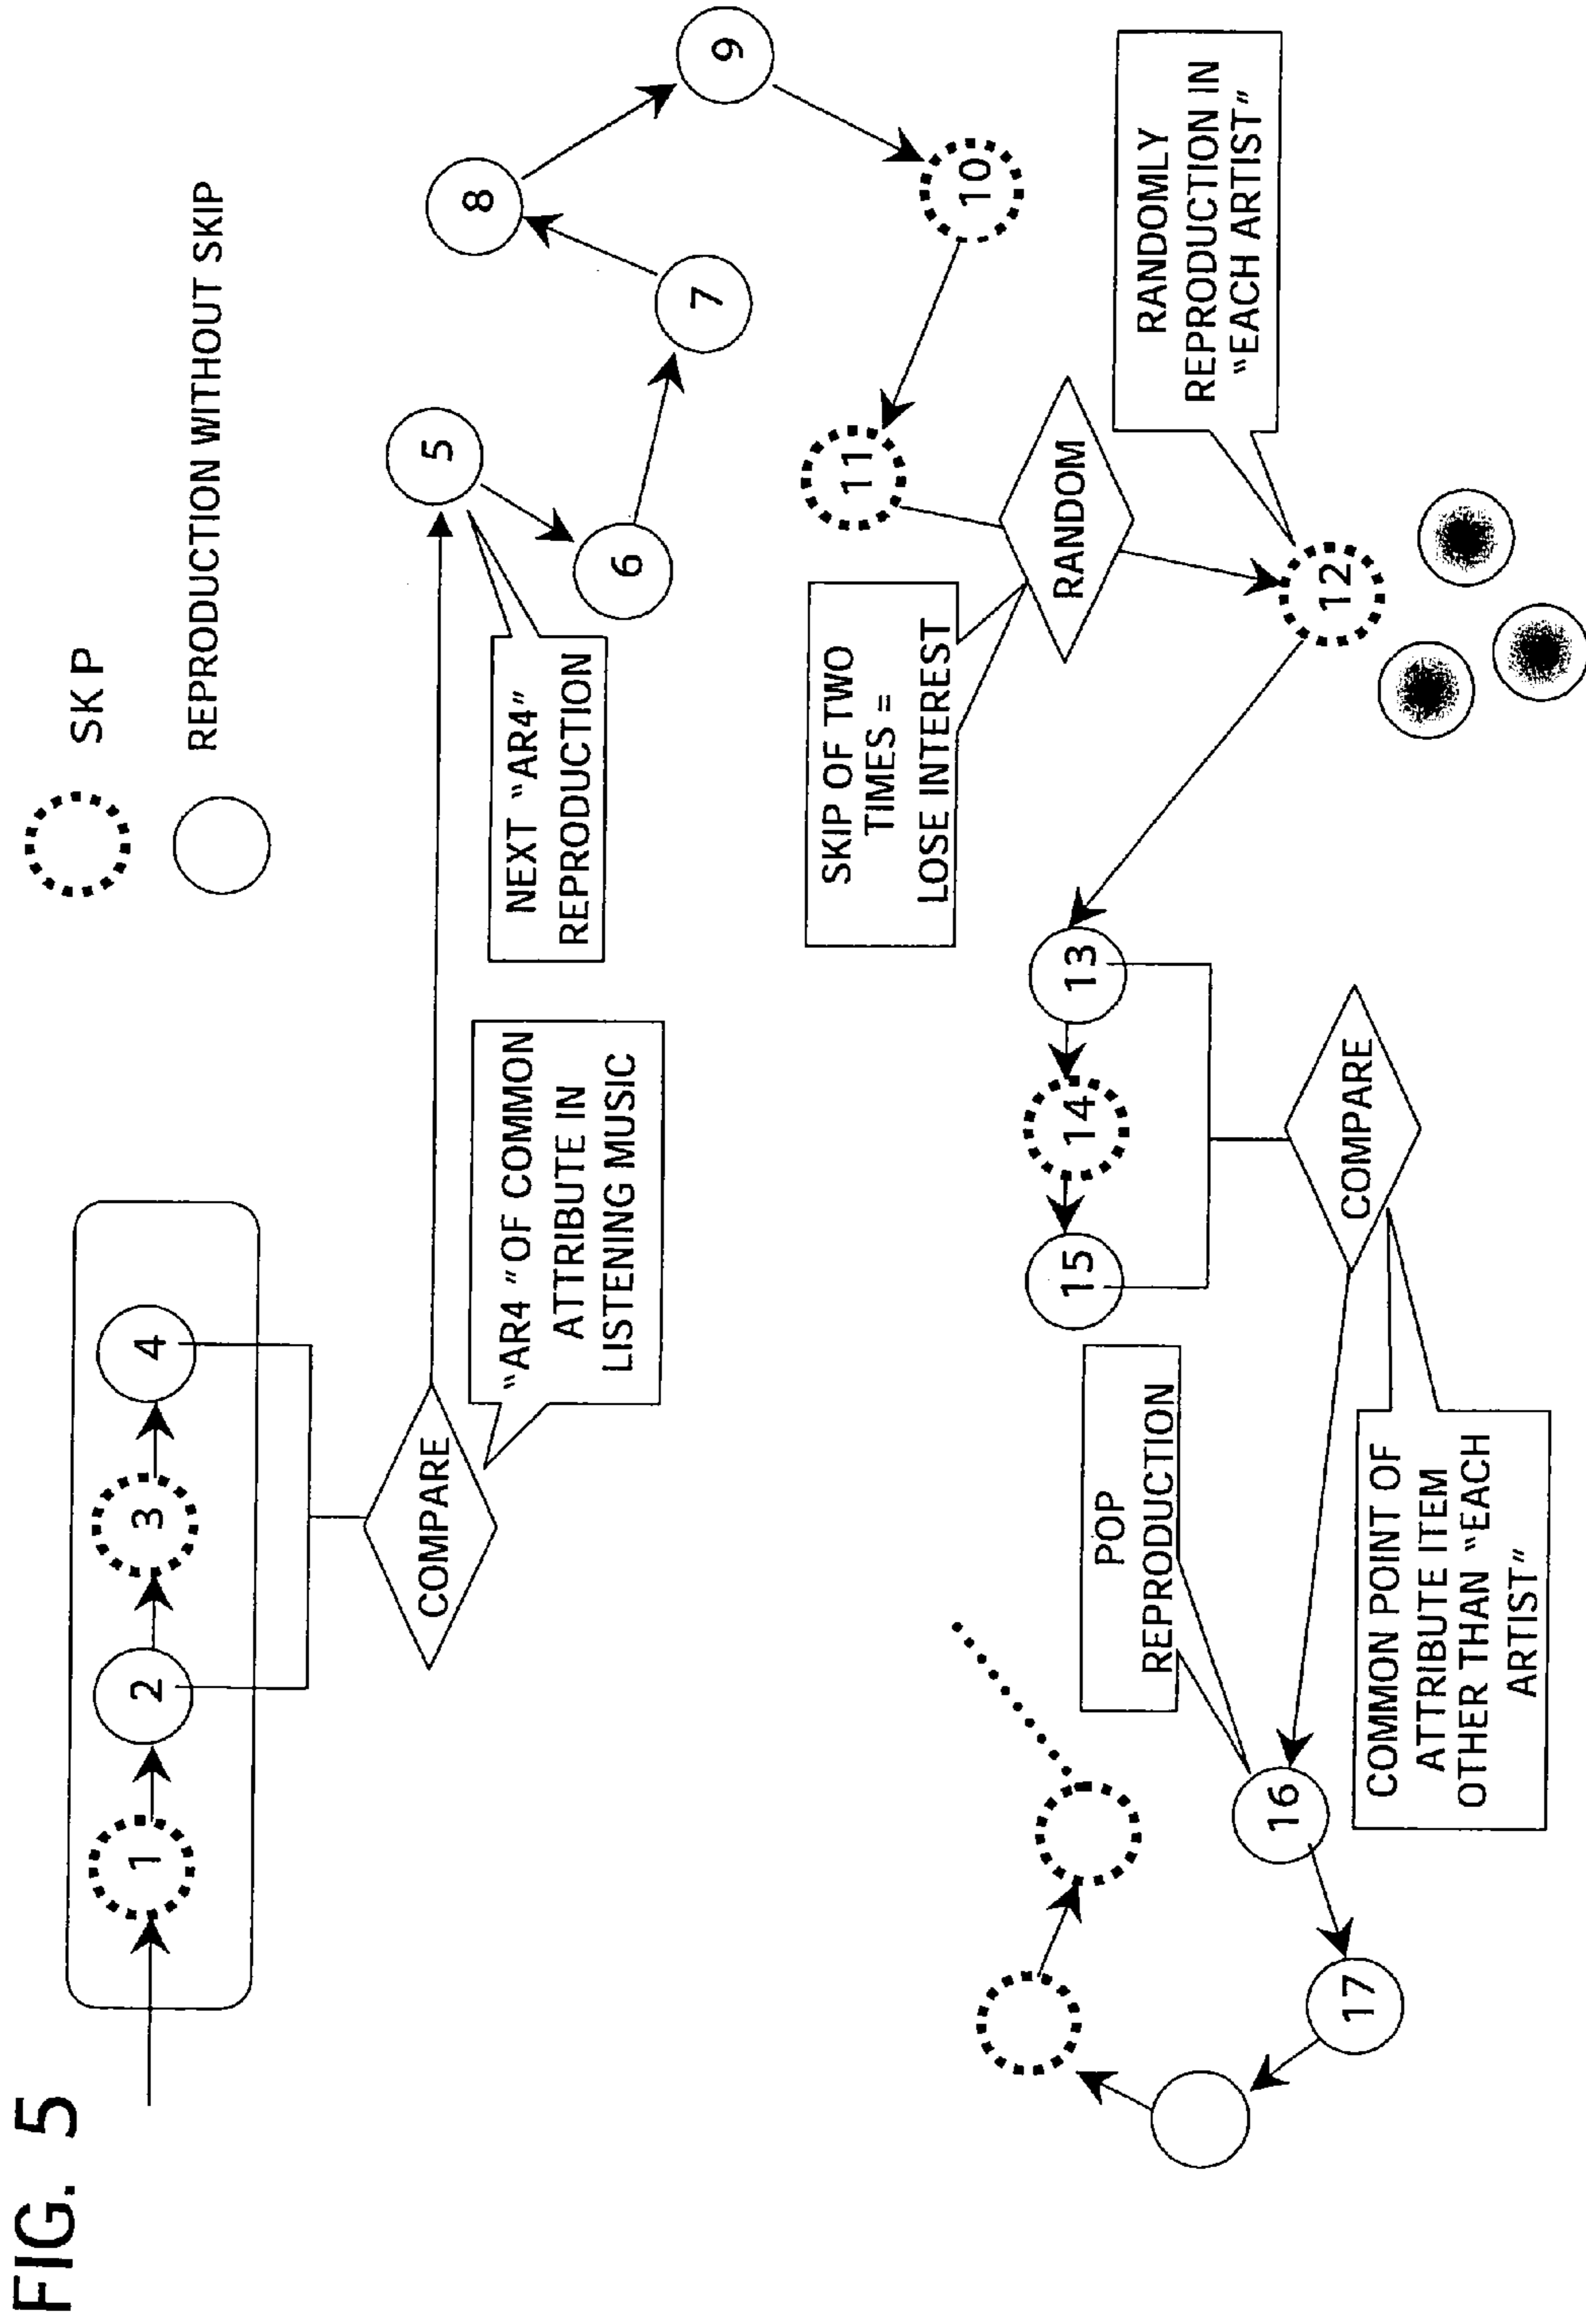 FIG. 5
SKIP
REPRODUCTION WITHOUT SKIP
1
2
3
4
COMPARE
"AR4 "OF COMMON
ATTRIBUTE IN
LISTENING MUSIC
NEXT "AR4"
REPRODUCTION
5
6
7
8
9
10
11
SKIP OF TWO
TIMES =
LOSE INTEREST
RANDOM
RANDOMLY
REPRODUCTION IN
"EACH ARTIST"
12
13
14
15
COMPARE
COMMON POINT OF
ATTRIBUTE ITEM
OTHER THAN "EACH
ARTIST"
POP
REPRODUCTION
16
17